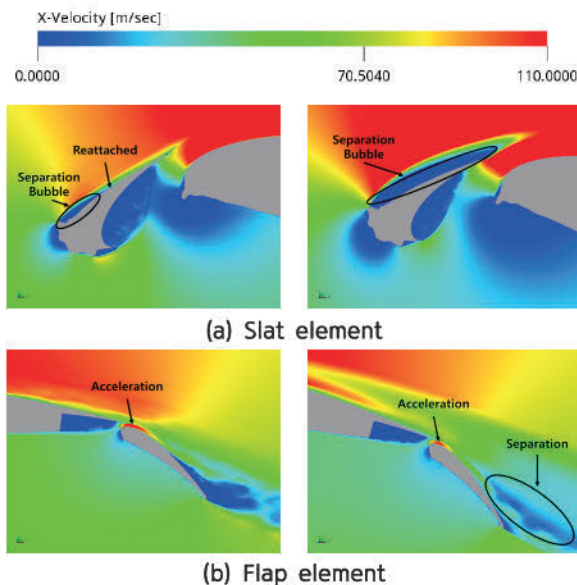 X-Velocity [m/sec]
0.0000 70.5040 110.0000
Reattached
Separation
Bubble
Separation
Bubble
(a) Slat element
Acceleration
Acceleration
Separation
(b) Flap element